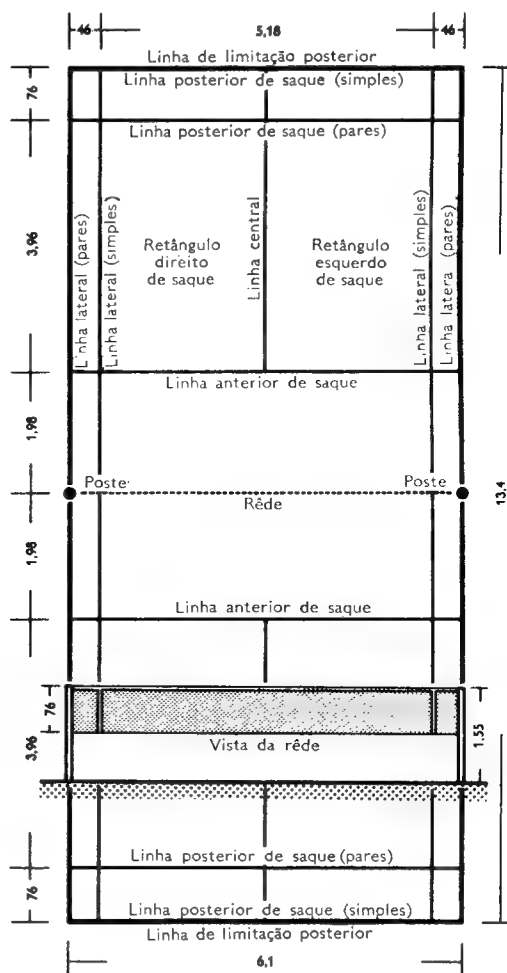 46
5,18
46
Linha de limitação posterior
Linha posterior de saque (simples)
76
Linha posterior de saque (pares)
3,96
Linha lateral (pares)
Linha lateral (simples)
Retângulo
direito
de saque
Linha central
Retângulo
esquerdo
de saque
Linha lateral (simples)
Linha lateral (pares)
Linha anterior de saque
1,98
Poste
Poste
Rêde
13,4
1,98
Linha anterior de saque
3,96
76
1,55
Vista da rêde
Linha posterior de saque (pares)
76
Linha posterior de saque (simples)
Linha de limitação posterior
6,1